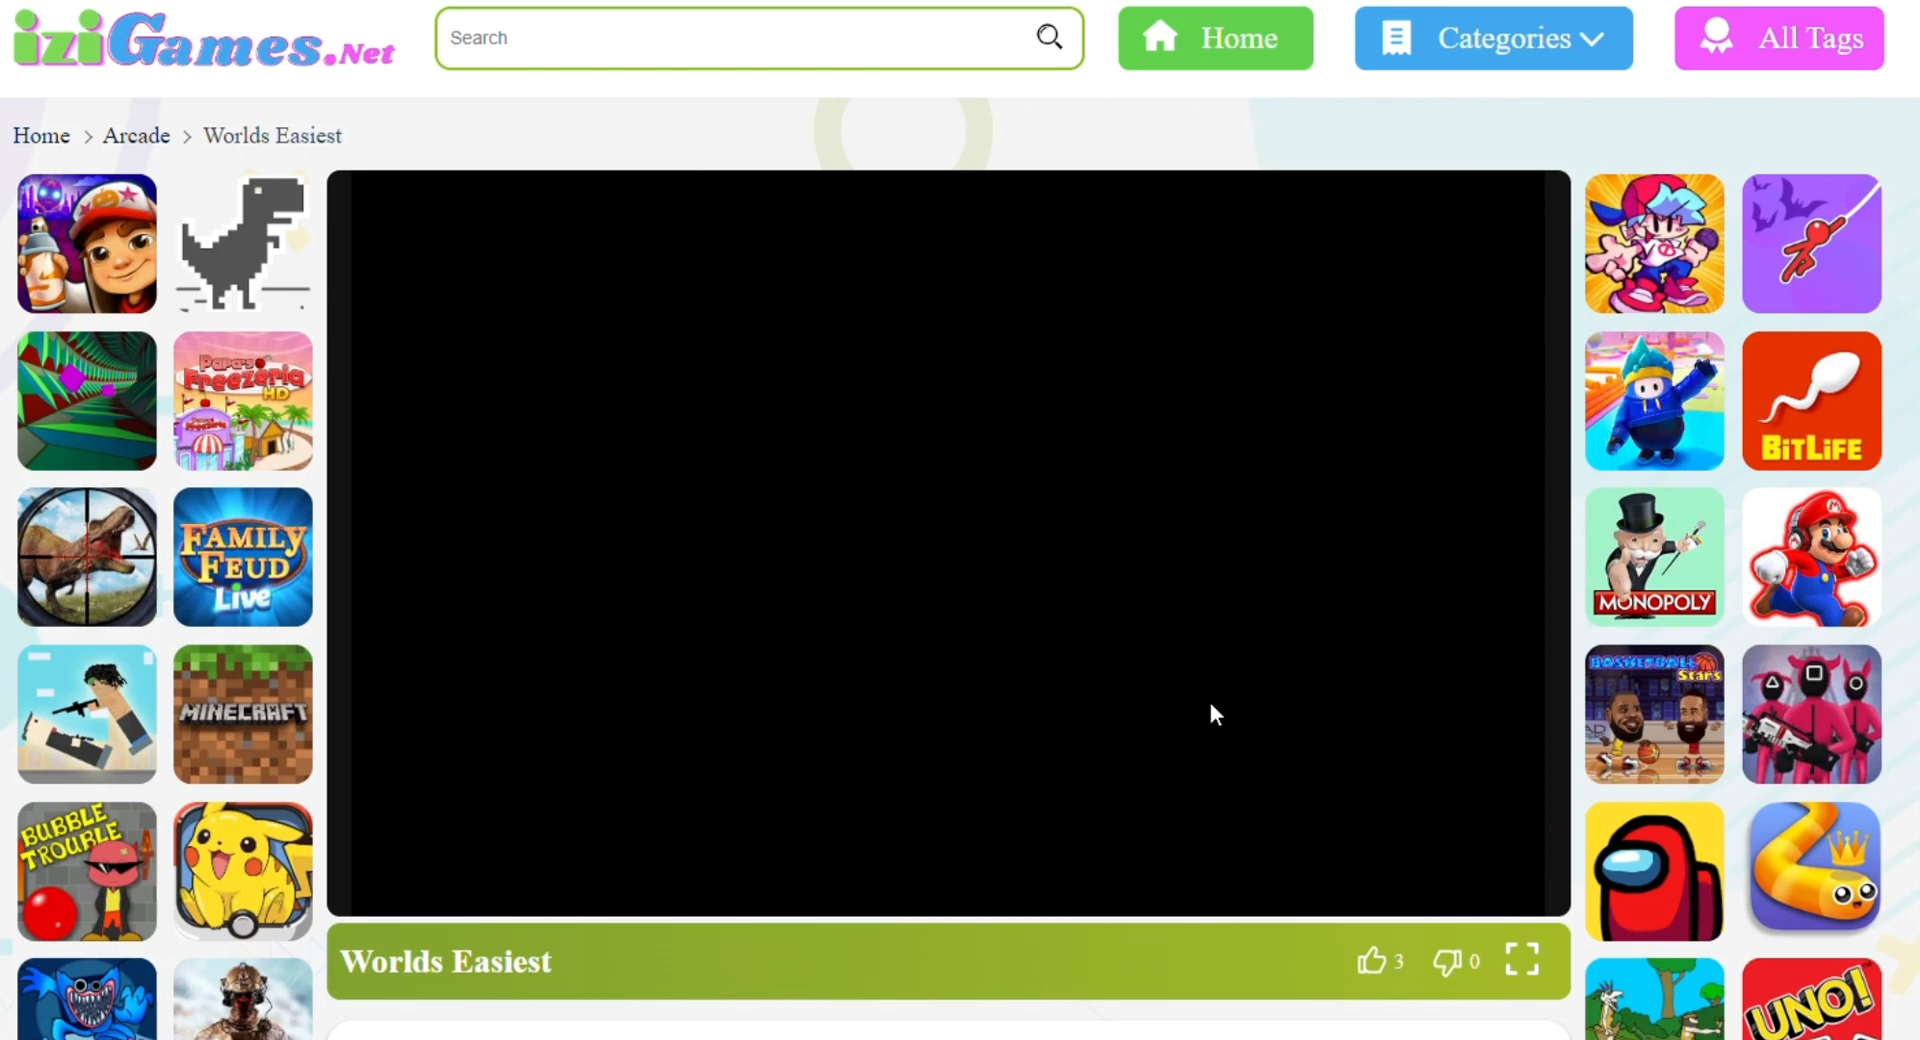 iziGames.Net
Search
Home
Categories
All Tags
Home > Arcade > Worlds Easiest
Papa's
Freezeria
HD
BITLIFE
FAMILY
FEUD
Live
MONOPOLY
MINECRAFT
BASKETBALL
Stars
BUBBLE
TROUBLE
Worlds Easiest
3
0
UNO!